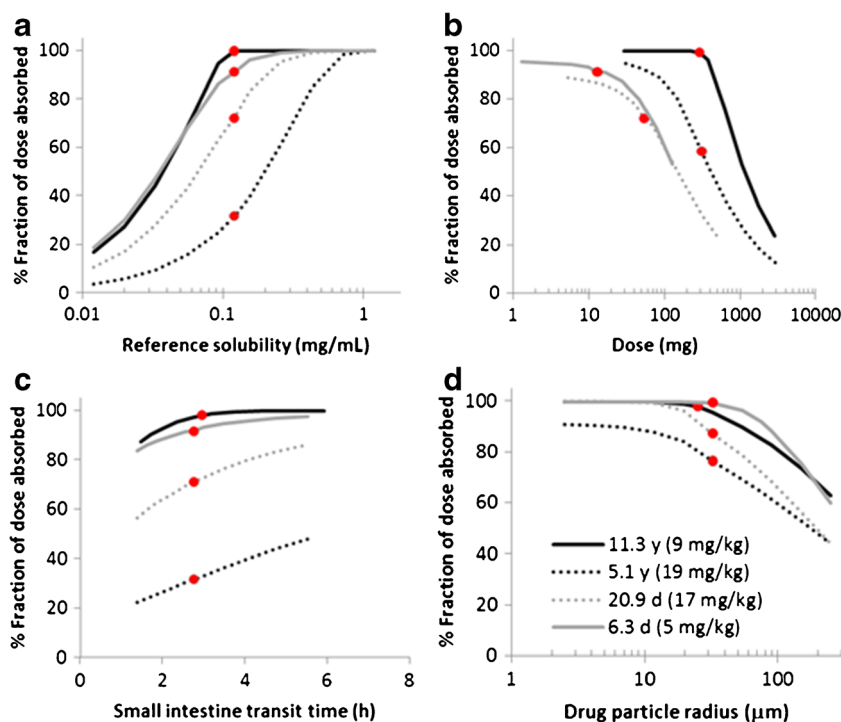 a
% Fraction of dose absorbed
100
80
60
40
20
0
0.01
0.1
1
Reference solubility (mg/mL)
b
% Fraction of dose absorbed
100
80
60
40
20
0
1
10
100
1000
10000
Dose (mg)
c
% Fraction of dose absorbed
100
80
60
40
20
0
0
2
4
6
8
Small intestine transit time (h)
d
% Fraction of dose absorbed
100
80
60
40
20
0
11.3 y (9 mg/kg)
5.1 y (19 mg/kg)
20.9 d (17 mg/kg)
6.3 d (5 mg/kg)
1
10
100
Drug particle radius (μm)